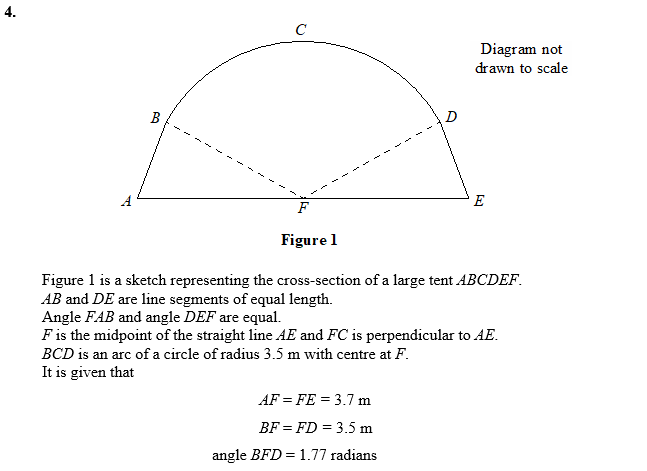 4.
C
Diagram not
drawn to scale
B
D
A
F
E
Figure 1
Figure 1 is a sketch representing the cross-section of a large tent ABCDEF.
AB and DE are line segments of equal length.
Angle FAB and angle DEF are equal.
F is the midpoint of the straight line AE and FC is perpendicular to AE.
BCD is an arc of a circle of radius 3.5 m with centre at F.
It is given that
AF = FE = 3.7 m
BF = FD = 3.5 m
angle BFD = 1.77 radians